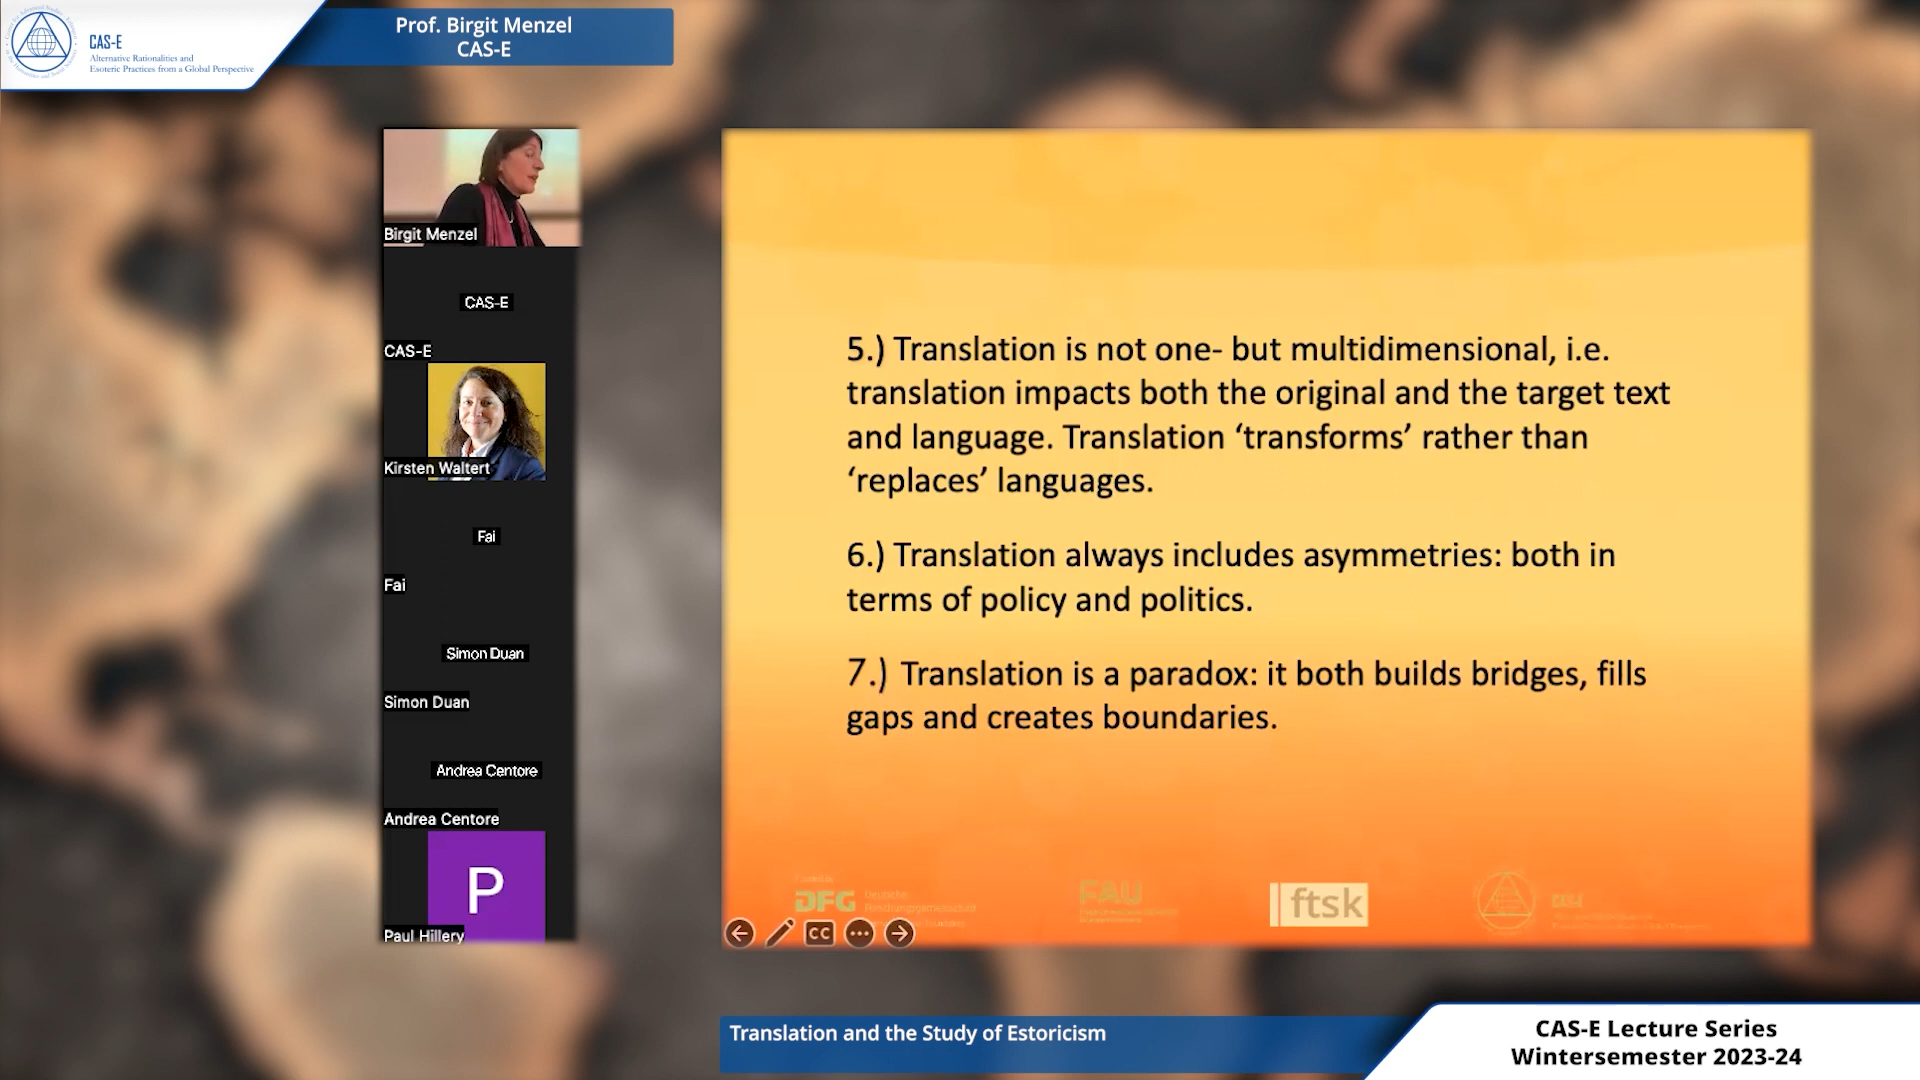 Prof. Birgit Menzel
CAS-E
CAS-E
Alternative Rationalities and
Esoteric Practices from a Global Perspective
Birgit Menzel
CAS-E
CAS-E
Kirsten Waltert
Fai
Fai
Simon Duan
Simon Duan
Andrea Centore
Andrea Centore
P
Paul Hillery
5.) Translation is not one- but multidimensional, i.e.
translation impacts both the original and the target text
and language. Translation ‘transforms’ rather than
‘replaces’ languages.
6.) Translation always includes asymmetries: both in
terms of policy and politics.
7.) Translation is a paradox: it both builds bridges, fills
gaps and creates boundaries.
DFG
Deutsche
Forschungsgemeinschaft
FAU
ftsk
CAS-E
CC
Translation and the Study of Estoricism
CAS-E Lecture Series
Wintersemester 2023-24